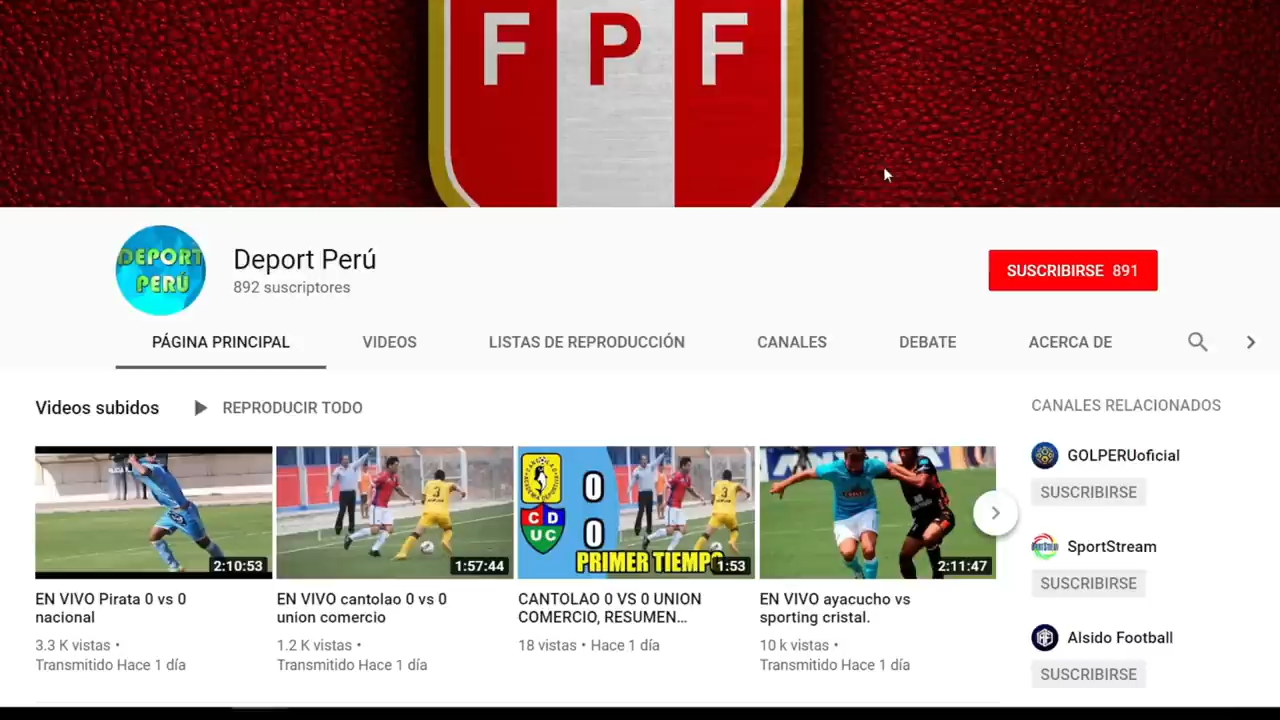 F P F
DEPORT
PERÚ
Deport Perú
892 suscriptores
SUSCRIBIRSE 891
PÁGINA PRINCIPAL
VIDEOS
LISTAS DE REPRODUCCIÓN
CANALES
DEBATE
ACERCA DE
Videos subidos
REPRODUCIR TODO
2:10:53
EN VIVO Pirata 0 vs 0
nacional
3.3 K vistas •
Transmitido Hace 1 día
1:57:44
EN VIVO cantolao 0 vs 0
union comercio
1.2 K vistas •
Transmitido Hace 1 día
0
0
CD
UC
PRIMER TIEMPO
1:53
CANTOLAO 0 VS 0 UNION
COMERCIO, RESUMEN...
18 vistas • Hace 1 día
2:11:47
EN VIVO ayacucho vs
sporting cristal.
10 k vistas •
Transmitido Hace 1 día
CANALES RELACIONADOS
GOLPERUoficial
SUSCRIBIRSE
SportStream
SUSCRIBIRSE
Alsido Football
SUSCRIBIRSE